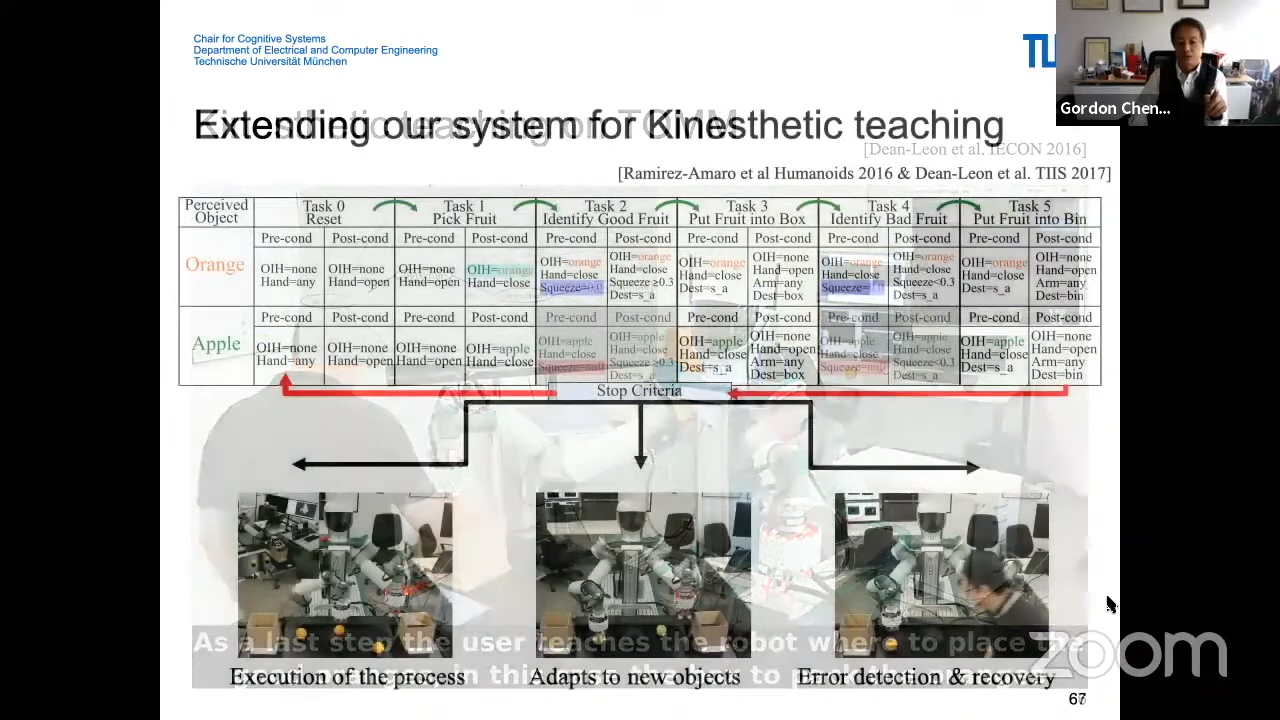 Chair for Cognitive Systems
Department of Electrical and Computer Engineering
Technische Universität München
Gordon Chen...
Extending our system for Kinesthetic teaching
[Dean-Leon et al. IECON 2016]
[Ramirez-Amaro et al Humanoids 2016 & Dean-Leon et al. TIIS 2017]
Perceived Object
Task 0 Reset
Task 1 Pick Fruit
Task 2 Identify Good Fruit
Task 3 Put Fruit into Box
Task 4 Identify Bad Fruit
Task 5 Put Fruit into Bin
Pre-cond Post-cond Pre-cond Post-cond Pre-cond Post-cond Pre-cond Post-cond Pre-cond Post-cond Pre-cond Post-cond
Orange
OIH=none Hand=any
OIH=none Hand=open
OIH=none Hand=open
OIH=orange Hand=close
OIH=orange Hand=close
OIH=orange Hand=close Squeeze≥0.3 Dest=s_a
OIH=orange Hand=close Dest=s_a
OIH=none Hand=open Arm=any Dest=box
OIH=orange Hand=close
OIH=orange Hand=close Squeeze<0.3 Dest=s_a
OIH=orange Hand=close Dest=s_a
OIH=none Hand=open Arm=any Dest=bin
Pre-cond Post-cond Pre-cond Post-cond Pre-cond Post-cond Pre-cond Post-cond Pre-cond Post-cond Pre-cond Post-cond
Apple
OIH=none Hand=any
OIH=none Hand=open
OIH=none Hand=open
OIH=apple Hand=close
OIH=apple Hand=close Squeeze=null
OIH=apple Hand=close Squeeze≥0.3 Dest=s_a
OIH=apple Hand=close Dest=s_a
OIH=none Hand=open Arm=any Dest=box
OIH=apple Hand=close Squeeze=null
OIH=apple Hand=close Squeeze<0.3 Dest=s_a
OIH=apple Hand=close Dest=s_a
OIH=none Hand=open Arm=any Dest=bin
Stop Criteria
As a last step the user teaches the robot where to place the
Execution of the process
Adapts to new objects
Error detection & recovery
zoom